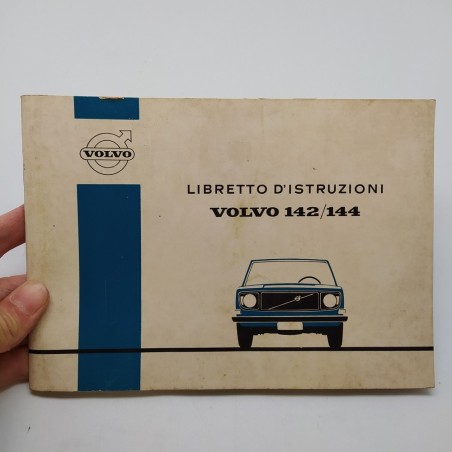 VOLVO
LIBRETTO D'ISTRUZIONI
VOLVO 142/144